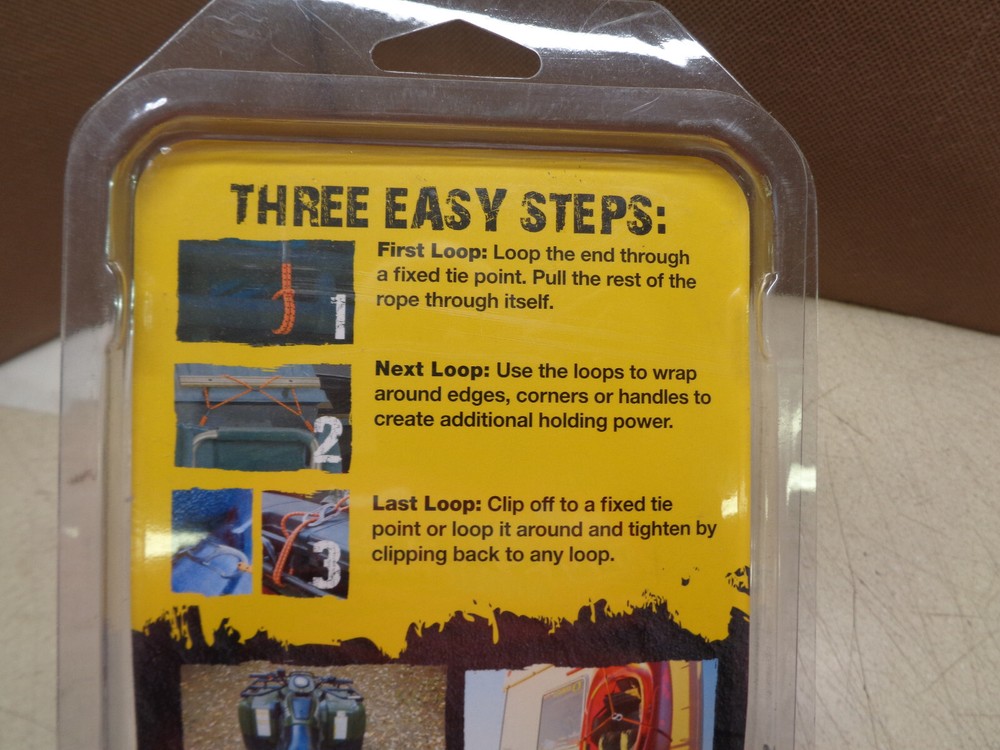 THREE EASY STEPS:
First Loop: Loop the end through
a fixed tie point. Pull the rest of the
rope through itself.
1
Next Loop: Use the loops to wrap
around edges, corners or handles to
create additional holding power.
2
Last Loop: Clip off to a fixed tie
point or loop it around and tighten by
clipping back to any loop.
3